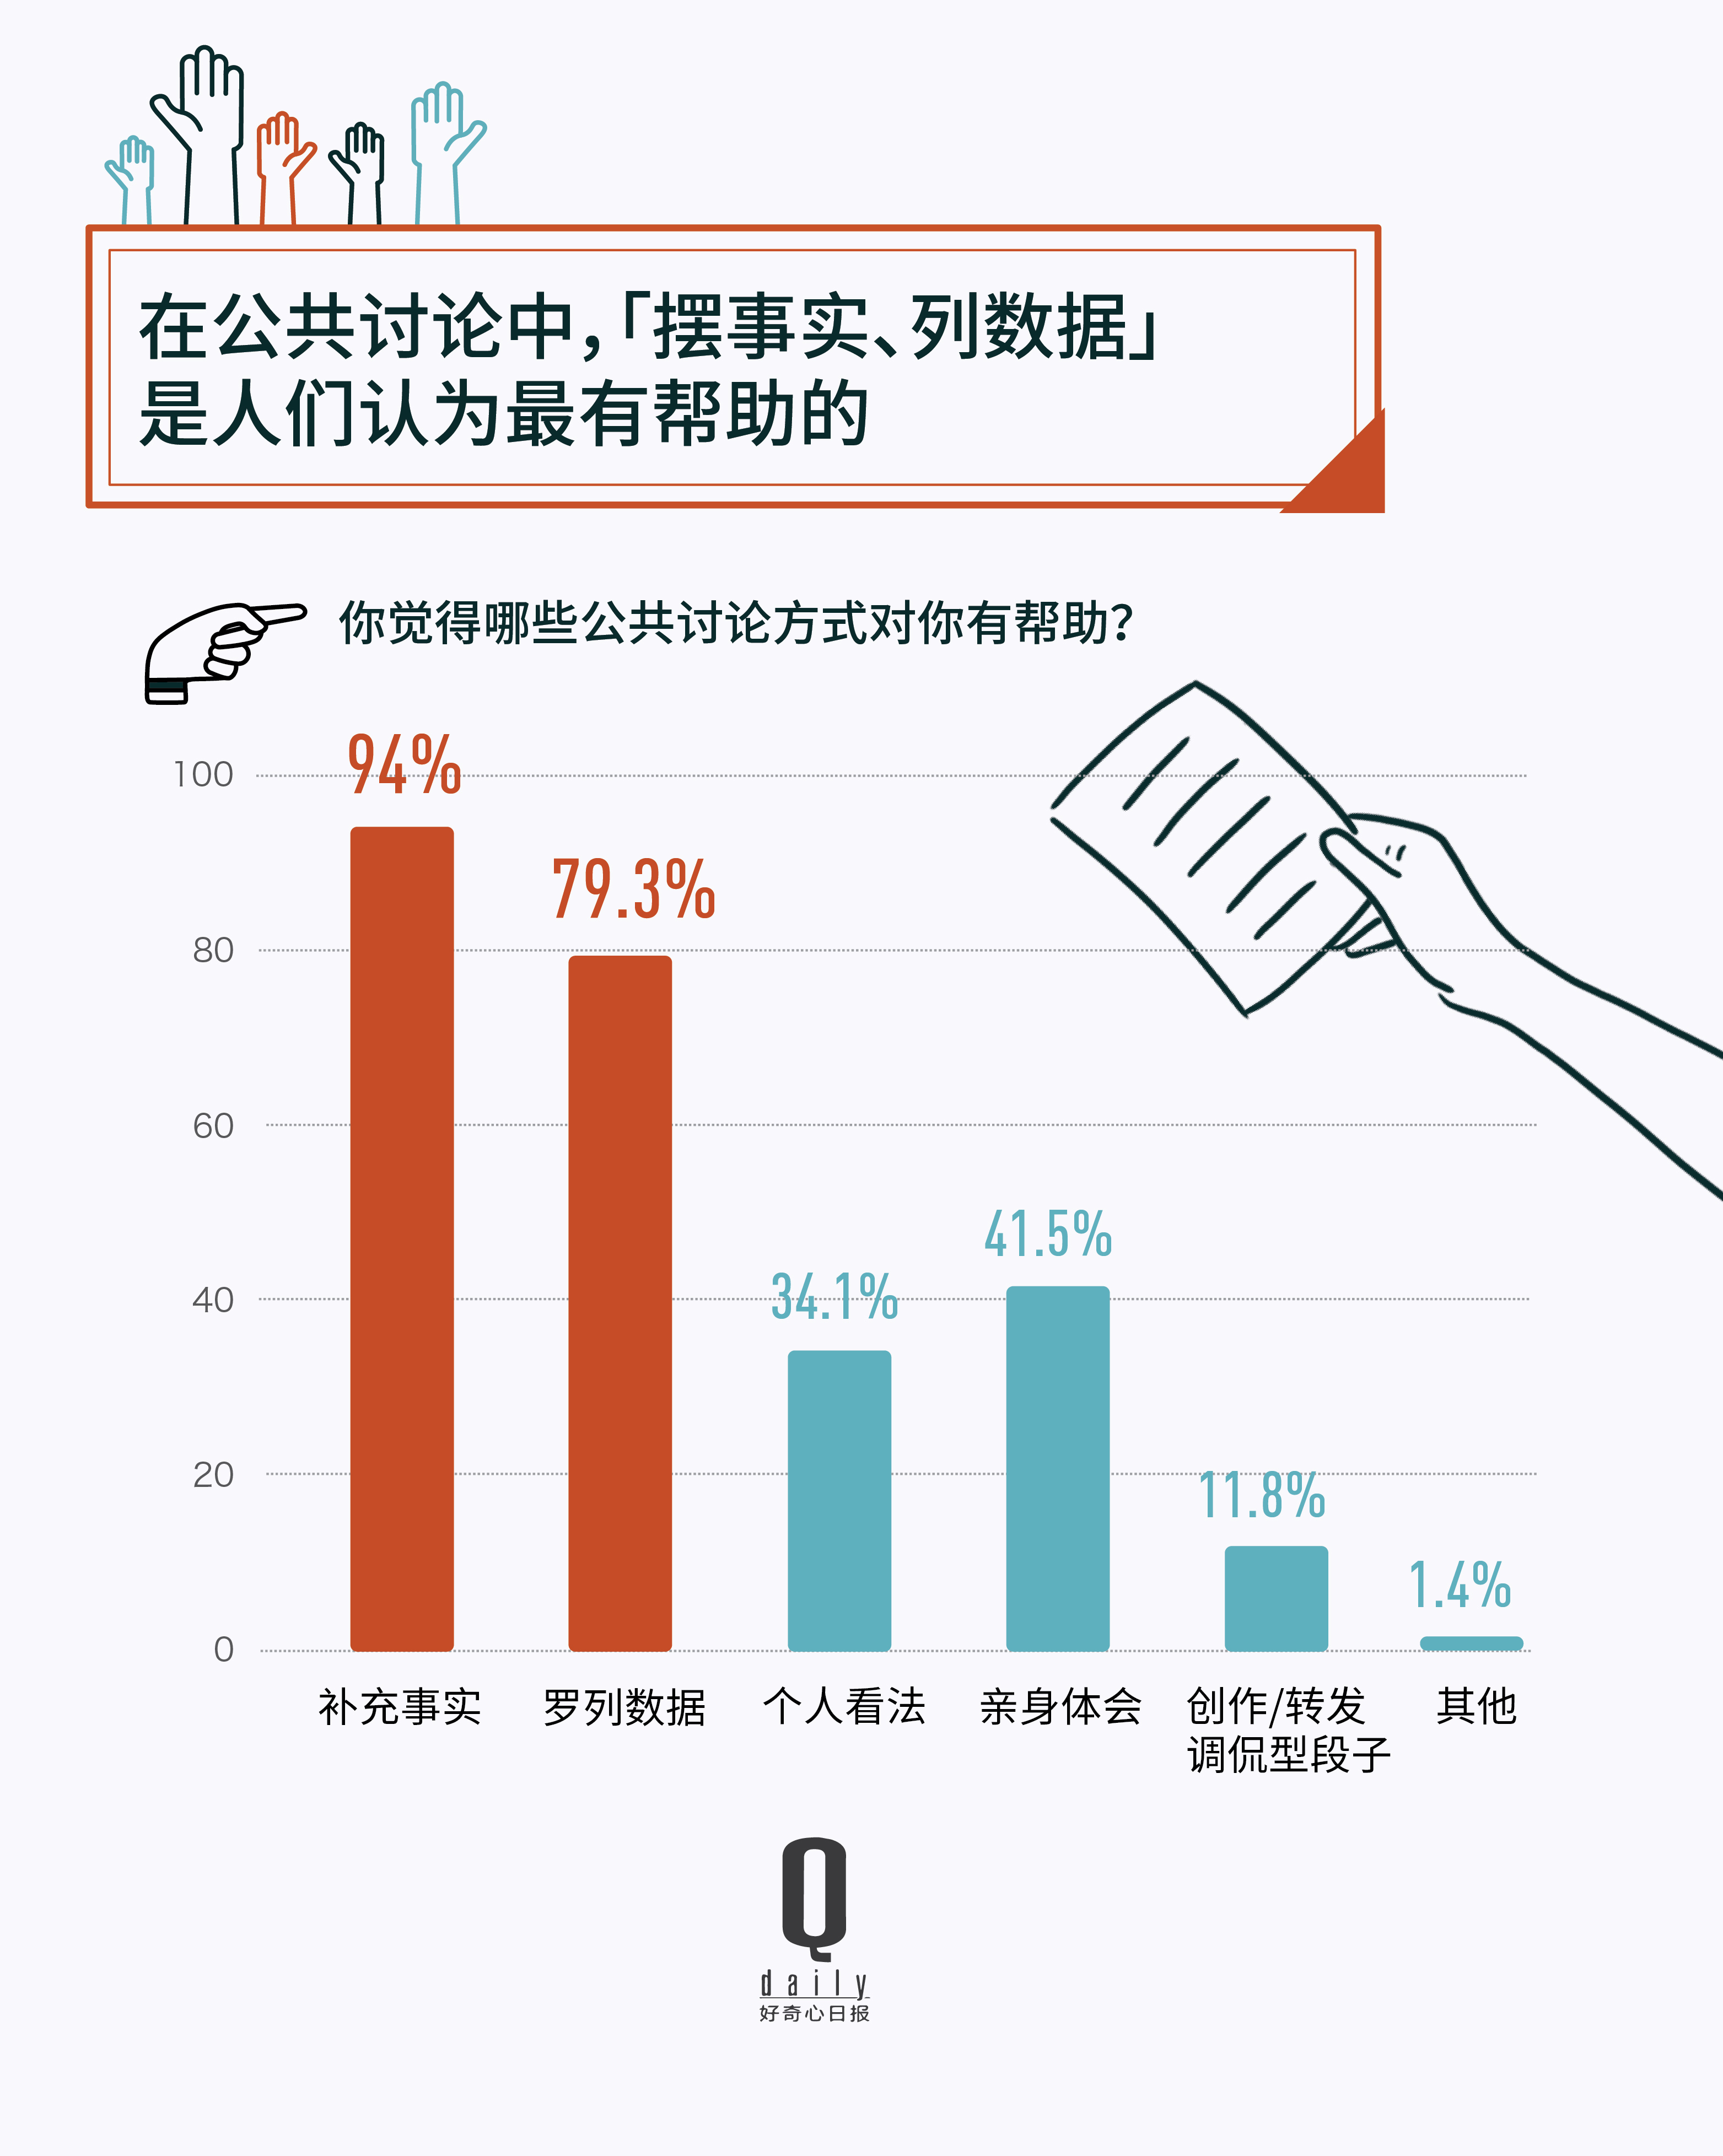 在公共讨论中，「摆事实、列数据」
是人们认为最有帮助的
你觉得哪些公共讨论方式对你有帮助？
94%
100
79.3%
80
60
41.5%
34.1%
40
20
11.8%
1.4%
0
补充事实 罗列数据 个人看法 亲身体会 创作/转发 其他
调侃型段子
Q
daily
好奇心日报